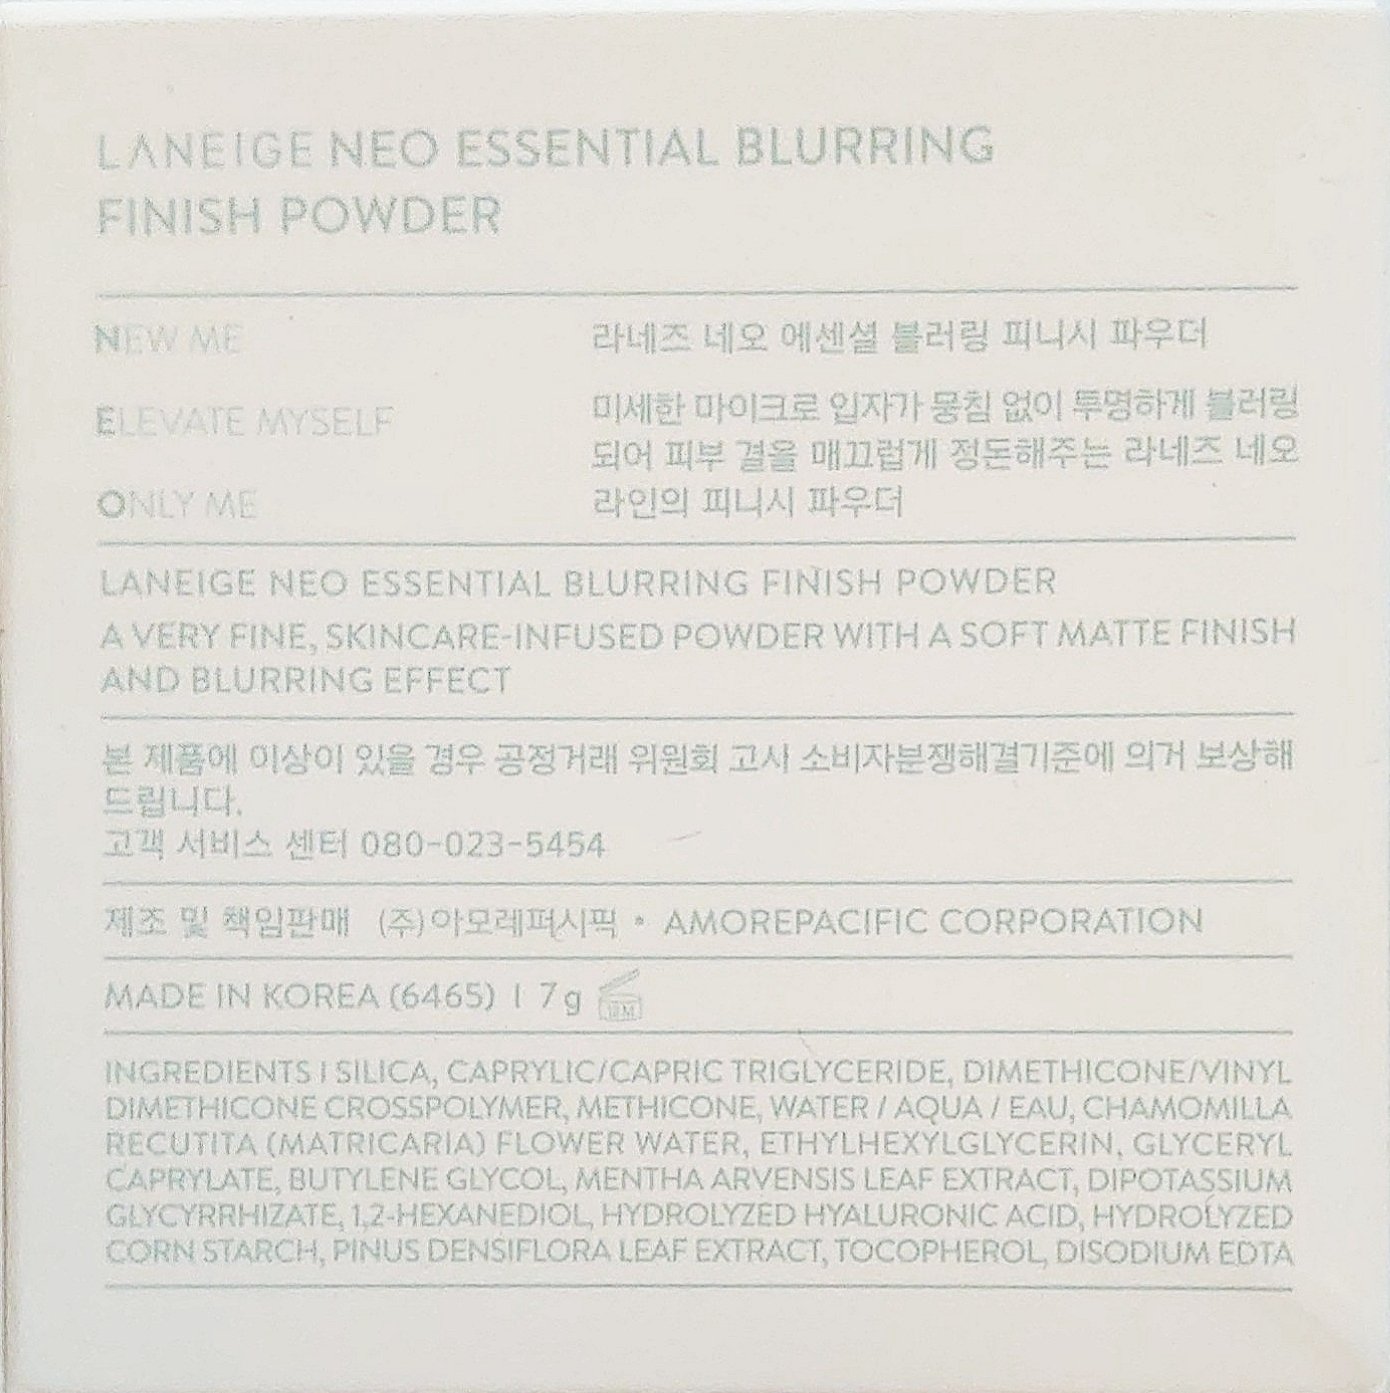 LANEIGE NEO ESSENTIAL BLURRING
FINISH POWDER
NEW ME
ELEVATE MYSELF
ONLY ME
라네즈 네오 에센셜 블러링 피니시 파우더
미세한 마이크로 입자가 뭉침 없이 투명하게 블러링
되어 피부 결을 매끄럽게 정돈해주는 라네즈 네오
라인의 피니시 파우더
LANEIGE NEO ESSENTIAL BLURRING FINISH POWDER
A VERY FINE, SKINCARE-INFUSED POWDER WITH A SOFT MATTE FINISH
AND BLURRING EFFECT
본 제품에 이상이 있을 경우 공정거래 위원회 고시 소비자분쟁해결기준에 의거 보상해
드립니다.
고객 서비스 센터 080-023-5454
제조 및 책임판매 (주)아모레퍼시픽 • AMOREPACIFIC CORPORATION
MADE IN KOREA (6465) I 7g
INGREDIENTS I SILICA, CAPRYLIC/CAPRIC TRIGLYCERIDE, DIMETHICONE/VINYL
DIMETHICONE CROSSPOLYMER, METHICONE, WATER / AQUA / EAU, CHAMOMILLA
RECUTITA (MATRICARIA) FLOWER WATER, ETHYLHEXYLGLYCERIN, GLYCERYL
CAPRYLATE, BUTYLENE GLYCOL, MENTHA ARVENSIS LEAF EXTRACT, DIPOTASSIUM
GLYCYRRHIZATE, 1,2-HEXANEDIOL, HYDROLYZED HYALURONIC ACID, HYDROLYZED
CORN STARCH, PINUS DENSIFLORA LEAF EXTRACT, TOCOPHEROL, DISODIUM EDTA